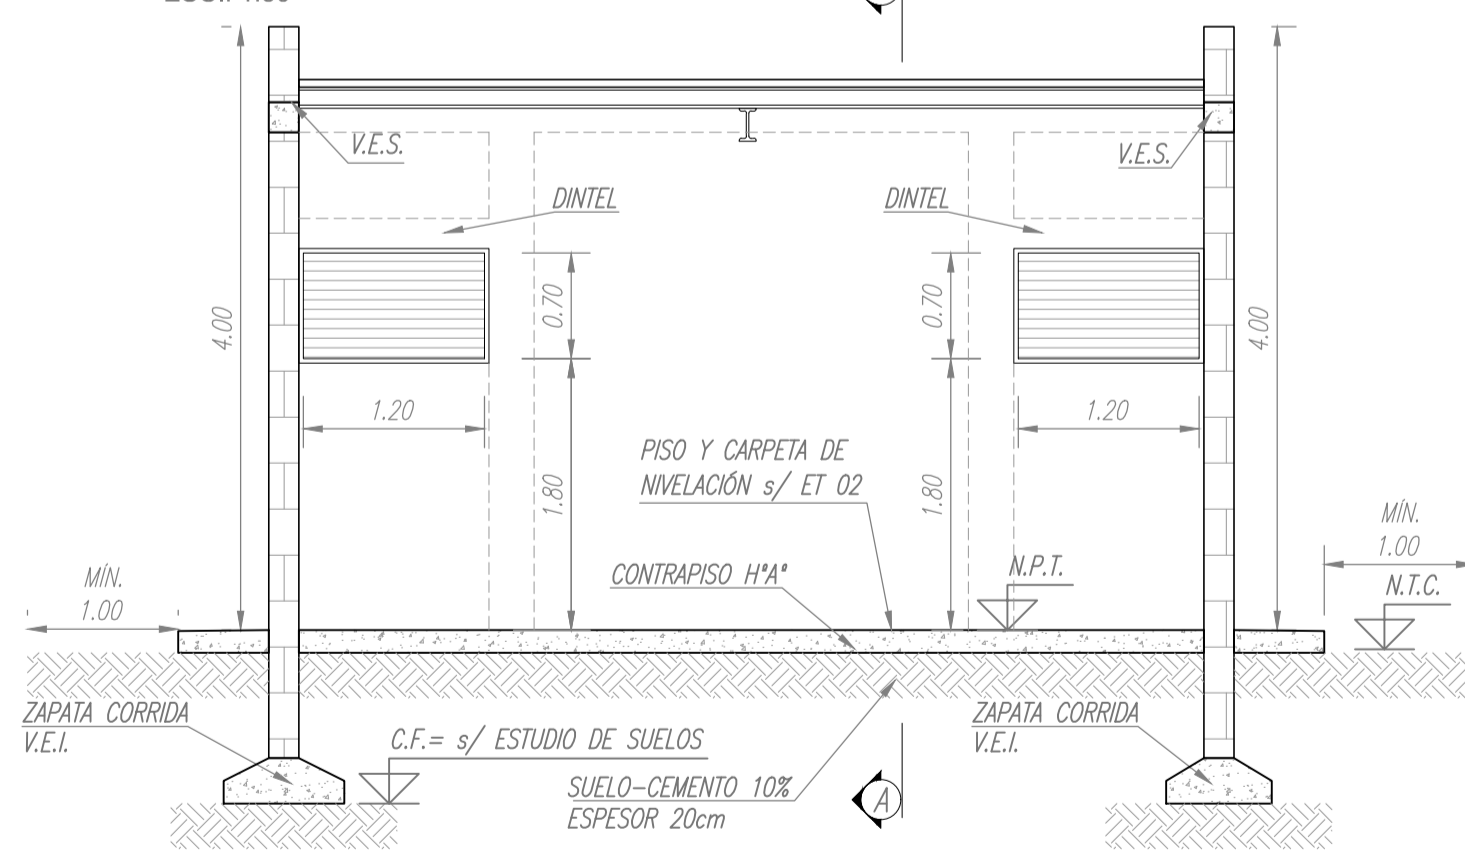 V.E.S.
V.E.S.
DINTEL
DINTEL
4.00
0.70
0.70
4.00
1.20
1.20
PISO Y CARPETA DE
NIVELACIÓN s/ ET 02
1.80
1.80
MÍN.
1.00
CONTRAPISO HºAº
N.P.T.
N.T.C.
MÍN.
1.00
ZAPATA CORRIDA
V.E.I.
C.F.= s/ ESTUDIO DE SUELOS
ZAPATA CORRIDA
V.E.I.
SUELO-CEMENTO 10%
ESPESOR 20cm
A